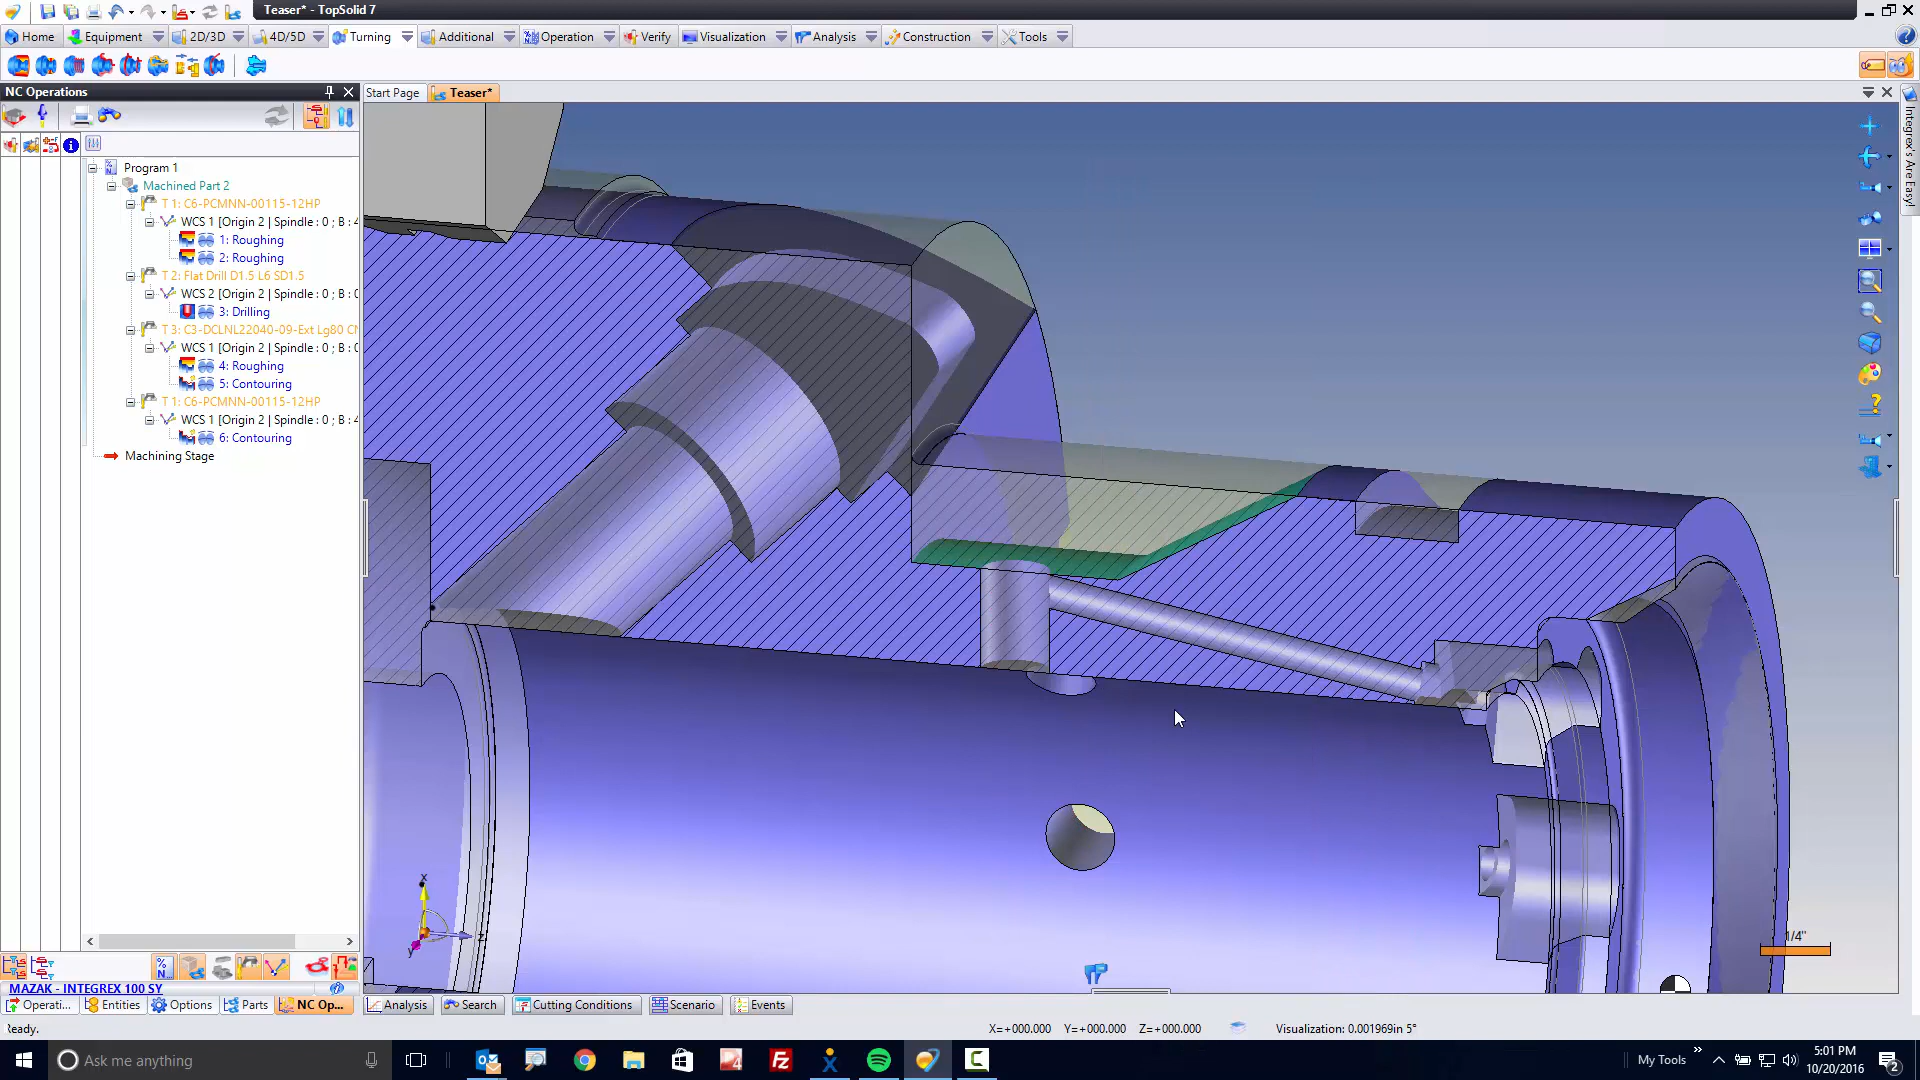 Teaser* - TopSolid 7
Home
Equipment
2D/3D
4D/5D
Turning
Additional
Operation
Verify
Visualization
Analysis
Construction
Tools
NC Operations
Start Page
Teaser*
Integrex's Are Easy!
Program 1
Machined Part 2
T 1: C6-PCMNN-00115-12HP
WCS 1 [Origin 2 | Spindle : 0 ; B : 4
1: Roughing
2: Roughing
T 2: Flat Drill D1.5 L6 SD1.5
WCS 2 [Origin 2 | Spindle : 0 ; B : 0
3: Drilling
T 3: C3-DCLNL22040-09-Ext Lg80 CN
WCS 1 [Origin 2 | Spindle : 0 ; B : 0
4: Roughing
5: Contouring
T 1: C6-PCMNN-00115-12HP
WCS 1 [Origin 2 | Spindle : 0 ; B : 4
6: Contouring
Machining Stage
x
z
y
1/4"
MAZAK - INTEGREX 100 SY
Operati...
Entities
Options
Parts
NC Op...
Analysis
Search
Cutting Conditions
Scenario
Events
Ready.
X=+000.000 Y=+000.000 Z=+000.000
Visualization: 0.001969in 5°
Ask me anything
My Tools
5:01 PM
10/20/2016
2